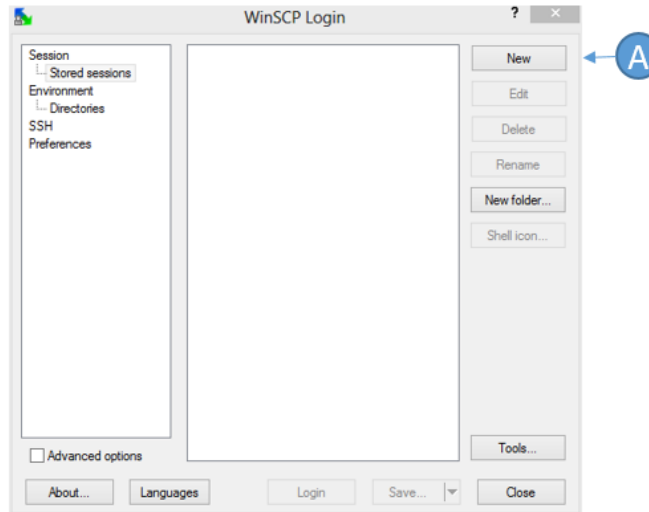 WinSCP Login
?
Session
Stored sessions
Environment
Directories
SSH
Preferences
New
Edit
Delete
Rename
New folder...
Shell icon...
A
Advanced options
Tools...
About...
Languages
Login
Save...
Close